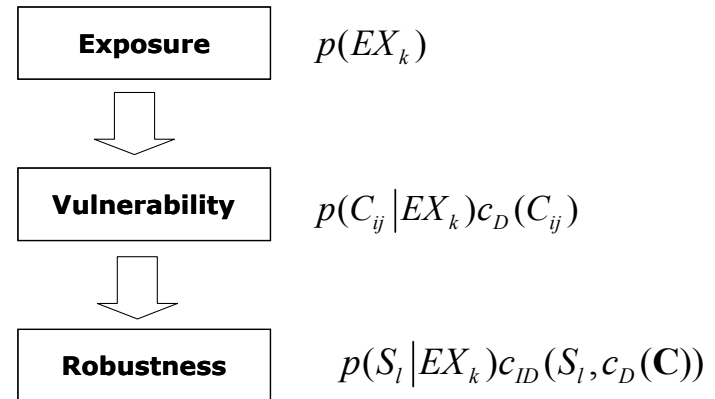 Exposure p(EX_k)
Vulnerability p(C_ij|EX_k)c_D(C_ij)
Robustness p(S_l|EX_k)c_ID(S_l,c_D(C))